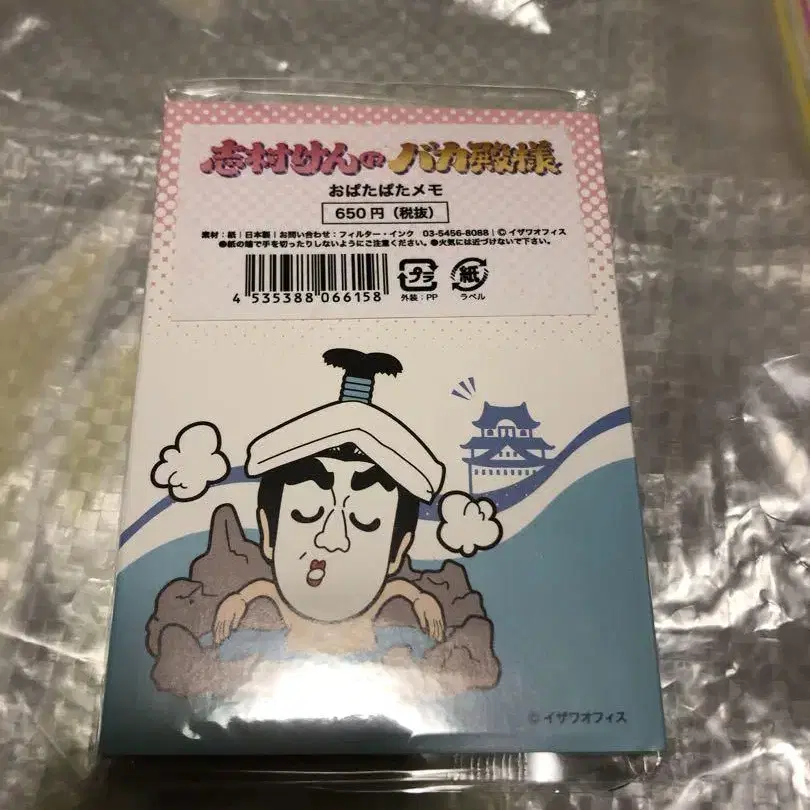 志村けんのバカ殿様
おぱたぱたメモ
650円（税抜）
素材：紙｜日本製｜お問い合わせ：フィルター・インク 03-5456-8088｜© イザワオフィス
●紙の端で手を切ったりしないようにご注意ください。●火気には近づけないで下さい。
4 535388 066158
プラ
外装：PP
紙
ラベル
© イザワオフィス